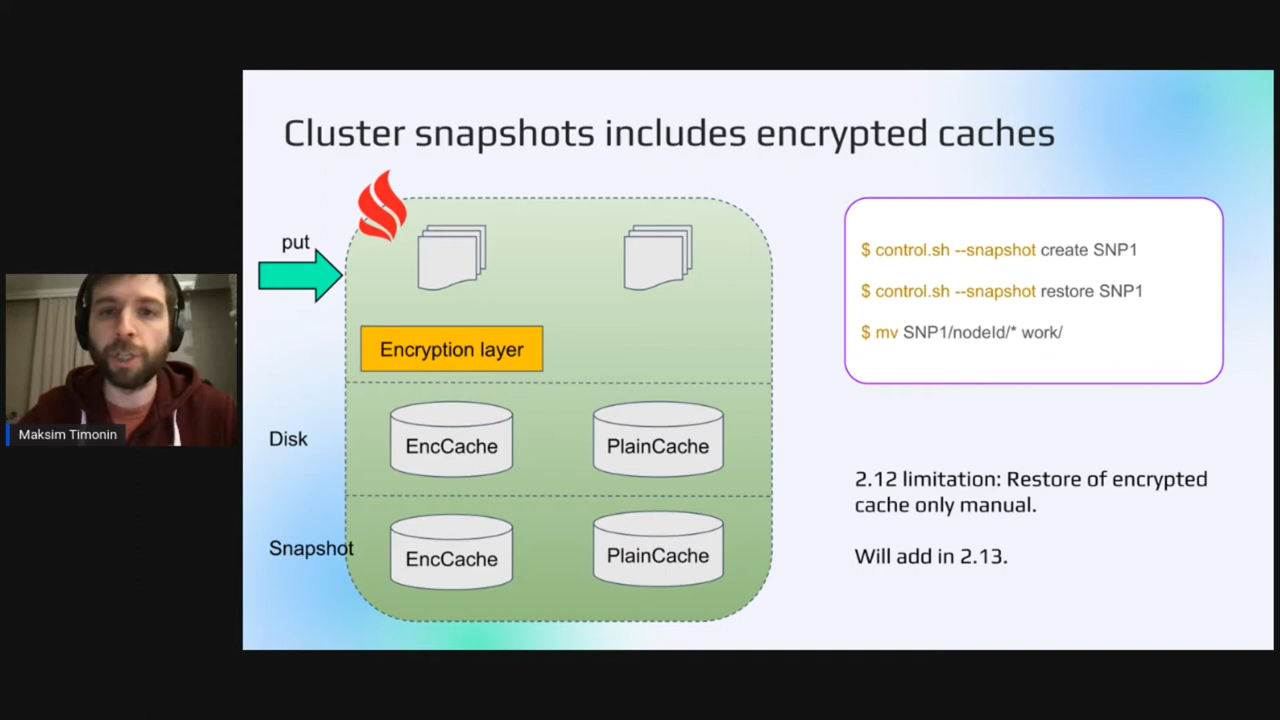 Cluster snapshots includes encrypted caches
put
Encryption layer
Disk
EncCache
PlainCache
Snapshot
EncCache
PlainCache
$ control.sh --snapshot create SNP1
$ control.sh --snapshot restore SNP1
$ mv SNP1/nodeId/* work/
2.12 limitation: Restore of encrypted
cache only manual.
Will add in 2.13.
Maksim Timonin